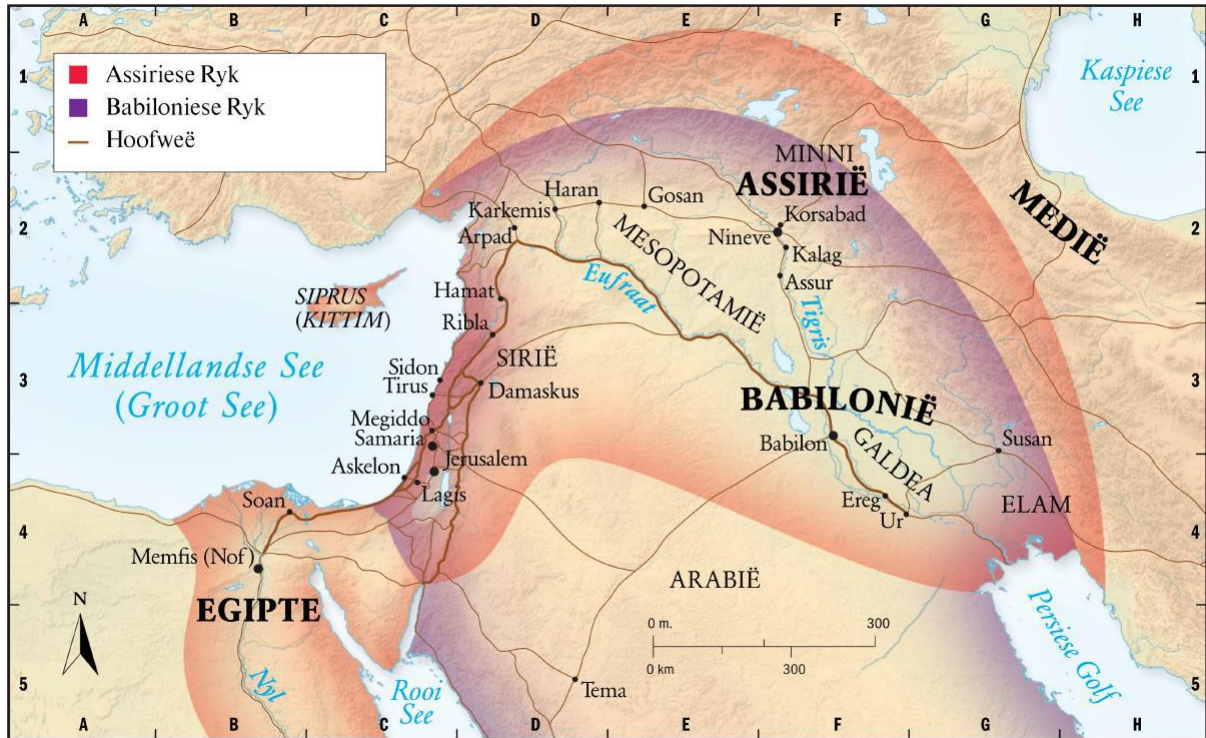 A B C D E F G H
1
2
3
4
5
Assiriese Ryk
Babiloniese Ryk
Hoofweë
Kaspiese
See
1
MINNI
ASSIRIË
MEDIË
Haran
Gosan
Karkemis
Korsabad
2
Arpad
Nineve
MESOPOTAMIË
Kalag
Eufraat
Assur
Hamat
SIPRUS
(KITTIM)
Ribla
Tigris
SIRIË
Middellandse See
(Groot See)
Sidon
Tirus
Damaskus
3
BABILONIË
Megiddo
Samaria
Babilon
GALDEA
Susan
Askelon
Jerusalem
Lagis
Soan
Ereg
Ur
ELAM
4
Memfis (Nof)
ARABIË
N
EGIPTE
0 m. 300
0 km 300
Persiese Golf
Nyl
Rooi
See
Tema
5
A B C D E F G H